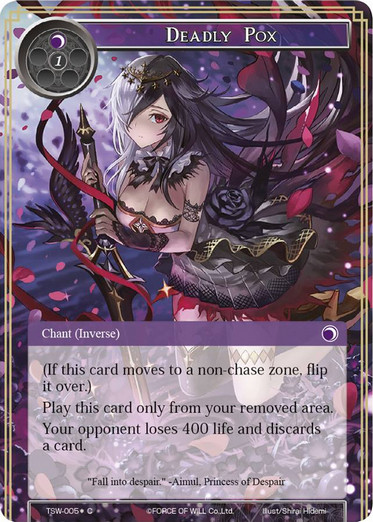 Deadly Pox
1
Chant (Inverse)
(If this card moves to a non-chase zone, flip
it over.)
Play this card only from your removed area.
Your opponent loses 400 life and discards
a card.
"Fall into despair." -Aimul, Princess of Despair
TSW-005 C ©FORCE OF WILL Co.,Ltd. Illust/Shirai Hidemi